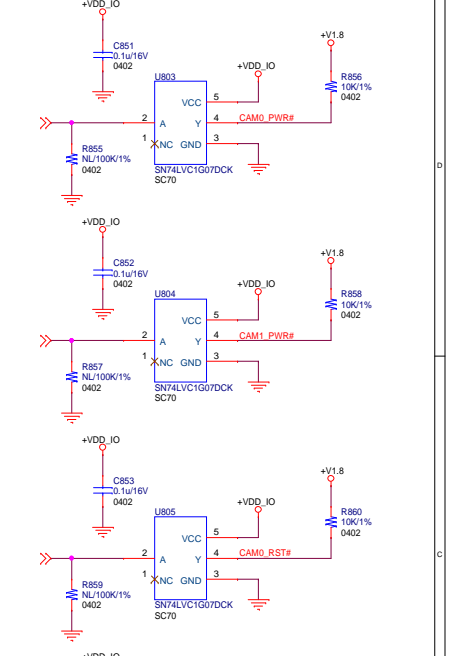 +VDD_IO
C851
0.1u/16V
0402
+V1.8
U803
+VDD_IO
R856
10K/1%
0402
VCC
5
2
A
Y
4
CAM0_PWR#
1
NC
GND
3
R855
NL/100K/1%
0402
SN74LVC1G07DCK
SC70
D
+VDD_IO
C852
0.1u/16V
0402
+V1.8
U804
+VDD_IO
R858
10K/1%
0402
VCC
5
2
A
Y
4
CAM1_PWR#
1
NC
GND
3
R857
NL/100K/1%
0402
SN74LVC1G07DCK
SC70
+VDD_IO
C853
0.1u/16V
0402
+V1.8
U805
+VDD_IO
R860
10K/1%
0402
VCC
5
2
A
Y
4
CAM0_RST#
C
1
NC
GND
3
R859
NL/100K/1%
0402
SN74LVC1G07DCK
SC70
+VDD_IO